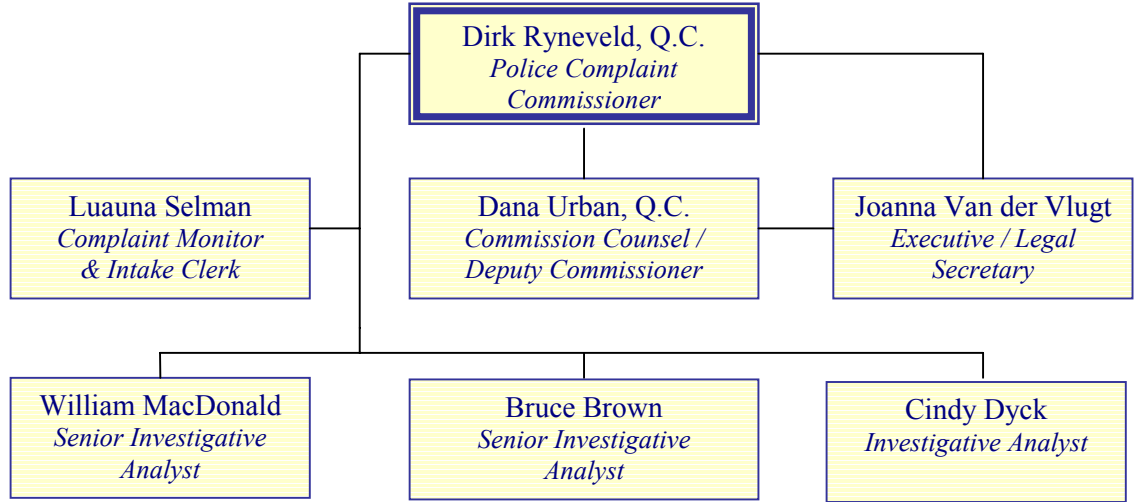 Dirk Ryneveld, Q.C.
Police Complaint
Commissioner
Luauna Selman
Complaint Monitor
& Intake Clerk
Dana Urban, Q.C.
Commission Counsel /
Deputy Commissioner
Joanna Van der Vlugt
Executive / Legal
Secretary
William MacDonald
Senior Investigative
Analyst
Bruce Brown
Senior Investigative
Analyst
Cindy Dyck
Investigative Analyst